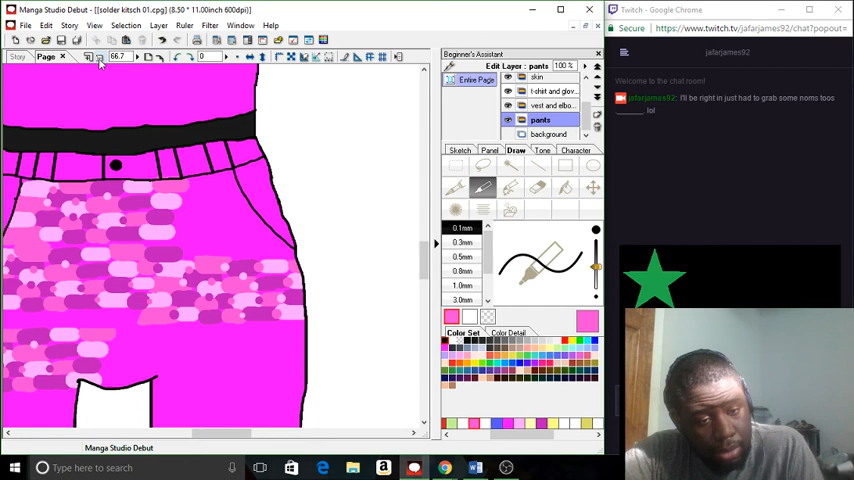 Manga Studio Debut - [[solder kitsch 01.cpg] (8.50 * 11.00inch 600dpi)]
File Edit Story View Selection Layer Ruler Filter Window Help
Story Page 66.7 0
Beginner's Assistant
Edit Layer : pants 100 %
Entire Page
skin
t-shirt and glov
vest and elbo
pants
background
Sketch Panel Draw Tone Character
0.1mm
0.3mm
0.5mm
0.8mm
1.0mm
3.0mm
Color Set Color Detail
Manga Studio Debut
Type here to search
Twitch - Google Chrome
Secure https://www.twitch.tv/jafarjames92/chat?popout=
jafarjames92
Welcome to the chat room!
jafarjames92: I'll be right in just had to grab some noms toos
lol